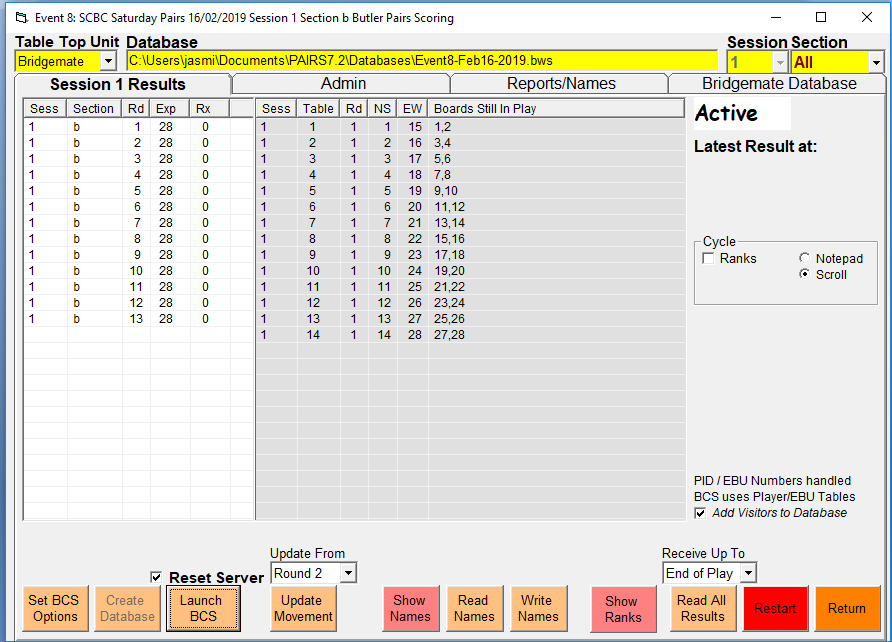 Event 8: SCBC Saturday Pairs 16/02/2019 Session 1 Section b Butler Pairs Scoring
Table Top Unit Database Session Section
Bridgemate C:\Users\jasmi\Documents\PAIRS7.2\Databases\Event8-Feb16-2019.bws 1 All
Session 1 Results Admin Reports/Names Bridgemate Database
Sess Section Rd Exp Rx Sess Table Rd NS EW Boards Still In Play
Active
1 b 1 28 0 1 1 1 1 15 1,2
1 b 2 28 0 1 2 1 2 16 3,4
Latest Result at:
1 b 3 28 0 1 3 1 3 17 5,6
1 b 4 28 0 1 4 1 4 18 7,8
1 b 5 28 0 1 5 1 5 19 9,10
1 b 6 28 0 1 6 1 6 20 11,12
1 b 7 28 0 1 7 1 7 21 13,14
1 b 8 28 0 1 8 1 8 22 15,16
Cycle
1 b 9 28 0 1 9 1 9 23 17,18
Ranks Notepad
1 b 10 28 0 1 10 1 10 24 19,20
Scroll
1 b 11 28 0 1 11 1 11 25 21,22
1 b 12 28 0 1 12 1 12 26 23,24
1 b 13 28 0 1 13 1 13 27 25,26
1 14 1 14 28 27,28
PID / EBU Numbers handled
BCS uses Player/EBU Tables
Add Visitors to Database
Update From Receive Up To
Reset Server Round 2 End of Play
Set BCS Options
Create Database
Launch BCS
Update Movement
Show Names
Read Names
Write Names
Show Ranks
Read All Results
Restart
Return